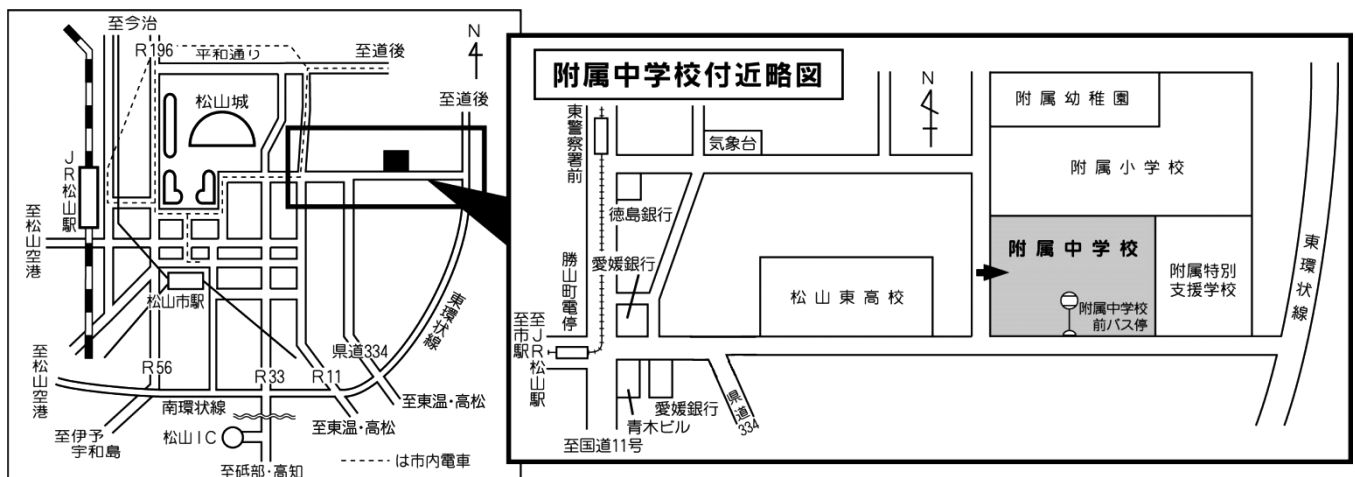 至今治
R196
平和通り
至道後
N
松山城
至道後
JR松山駅
至松山空港
松山市駅
東環状線
県道334
至松山空港
R56
R33
R11
南環状線
至東温・高松
至東温・高松
至伊予
宇和島
松山IC
至砥部・高知
は市内電車
附属中学校付近略図
N
東警察署前
気象台
附属幼稚園
附属小学校
徳島銀行
愛媛銀行
勝山町電停
松山東高校
附属中学校
附属特別
支援学校
附属中学校
前バス停
東環状線
至JR松山駅
至市駅
愛媛銀行
青木ビル
県道
334
至国道11号